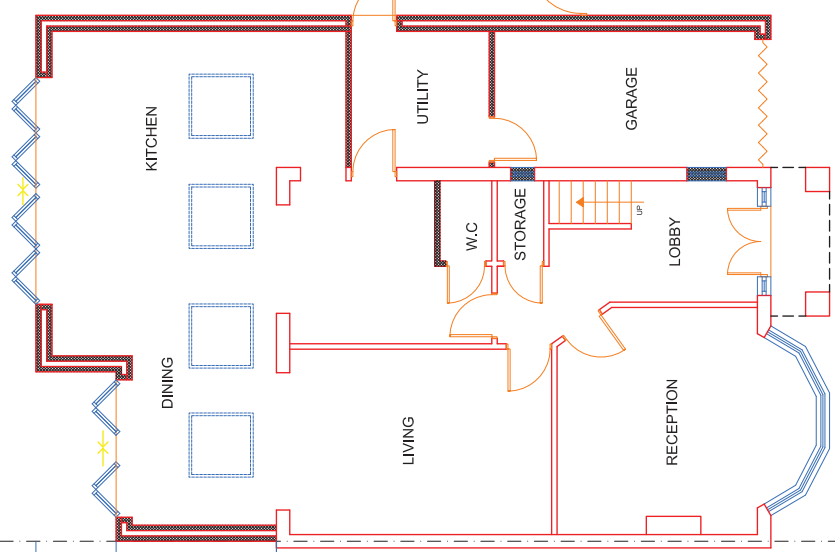 KITCHEN
UTILITY
GARAGE
W.C
STORAGE
UP
LOBBY
DINING
LIVING
RECEPTION